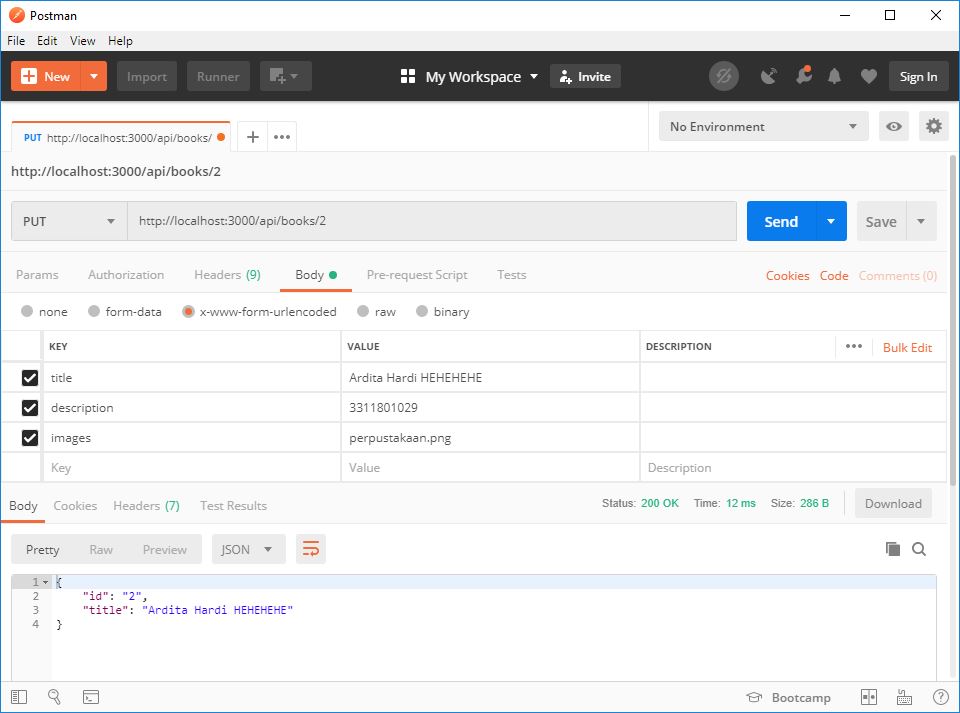 Postman
File Edit View Help
New Import Runner My Workspace Invite Sign In
PUT http://localhost:3000/api/books/ No Environment
http://localhost:3000/api/books/2
PUT http://localhost:3000/api/books/2 Send Save
Params Authorization Headers (9) Body Pre-request Script Tests Cookies Code Comments (0)
none form-data x-www-form-urlencoded raw binary
KEY VALUE DESCRIPTION Bulk Edit
title Ardita Hardi HEHEHEHE
description 3311801029
images perpustakaan.png
Key Value Description
Body Cookies Headers (7) Test Results Status: 200 OK Time: 12 ms Size: 286 B Download
Pretty Raw Preview JSON
1 {
2 "id": "2",
3 "title": "Ardita Hardi HEHEHEHE"
4 }
Bootcamp